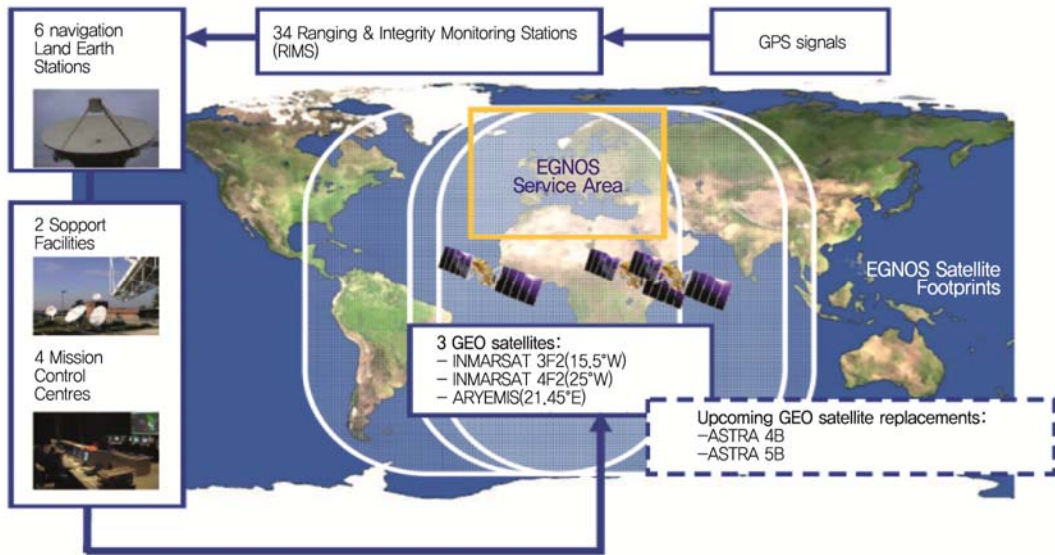 6 navigation
Land Earth
Stations
34 Ranging & Integrity Monitoring Stations
(RIMS)
GPS signals
EGNOS
Service Area
2 Sopport
Facilities
EGNOS Satellite
Footprints
4 Mission
Control
Centres
3 GEO satellites:
- INMARSAT 3F2(15.5°W)
- INMARSAT 4F2(25°W)
- ARYEMIS(21.45°E)
Upcoming GEO satellite replacements:
-ASTRA 4B
-ASTRA 5B